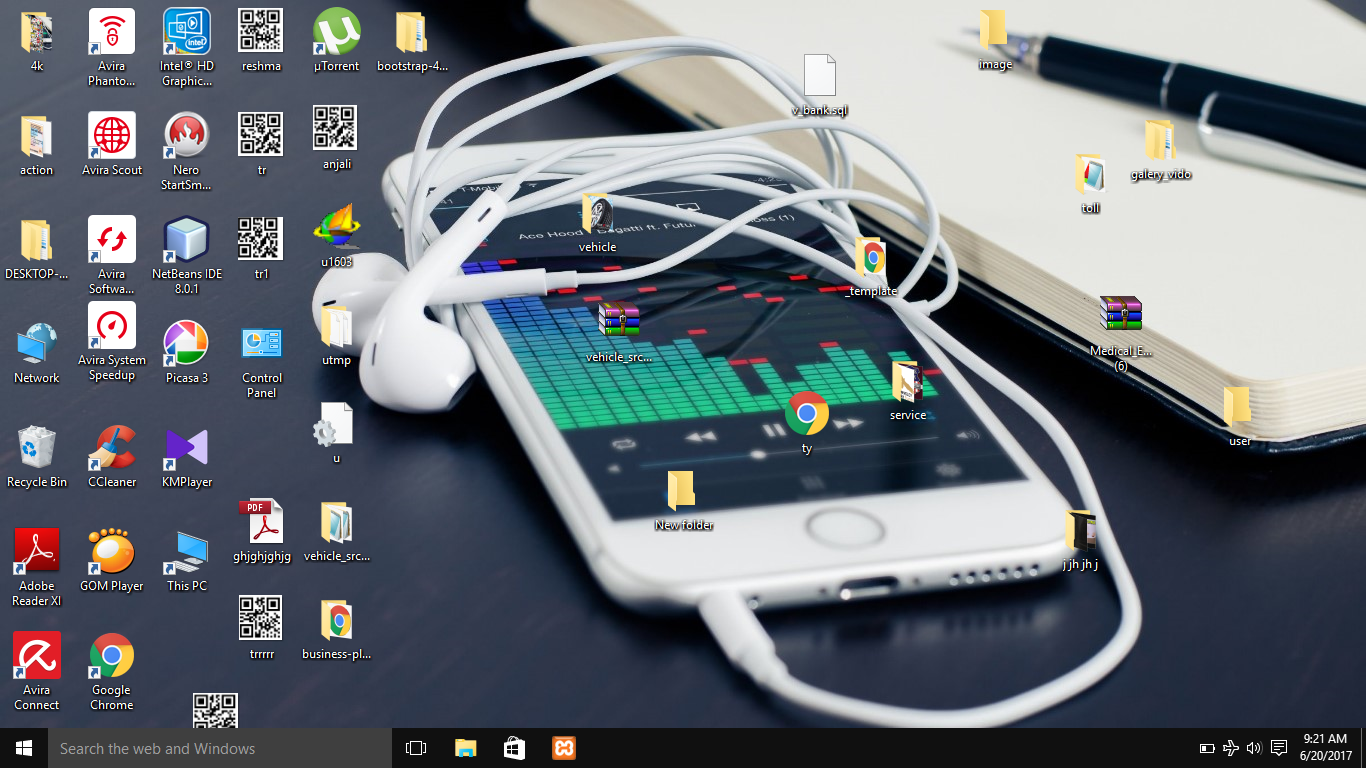 4k
Avira
Phanto...
Intel® HD
Graphic...
reshma
µTorrent
bootstrap-4...
image
v_bank.sql
action
Avira Scout
Nero
StartSm...
tr
anjali
galery_vido
toll
DESKTOP-...
Avira
Softwa...
NetBeans IDE
8.0.1
tr1
u1603
vehicle
_template
Network
Avira System
Speedup
Picasa 3
Control
Panel
utmp
vehicle_src...
Medical_E...
(6)
Recycle Bin
CCleaner
KMPlayer
u
ty
service
user
New folder
PDF
ghjghjghjg
vehicle_src...
j jh jh j
Adobe
Reader XI
GOM Player
This PC
trrrrr
business-pl...
Avira
Connect
Google
Chrome
Ace Hood
Search the web and Windows
9:21 AM
6/20/2017